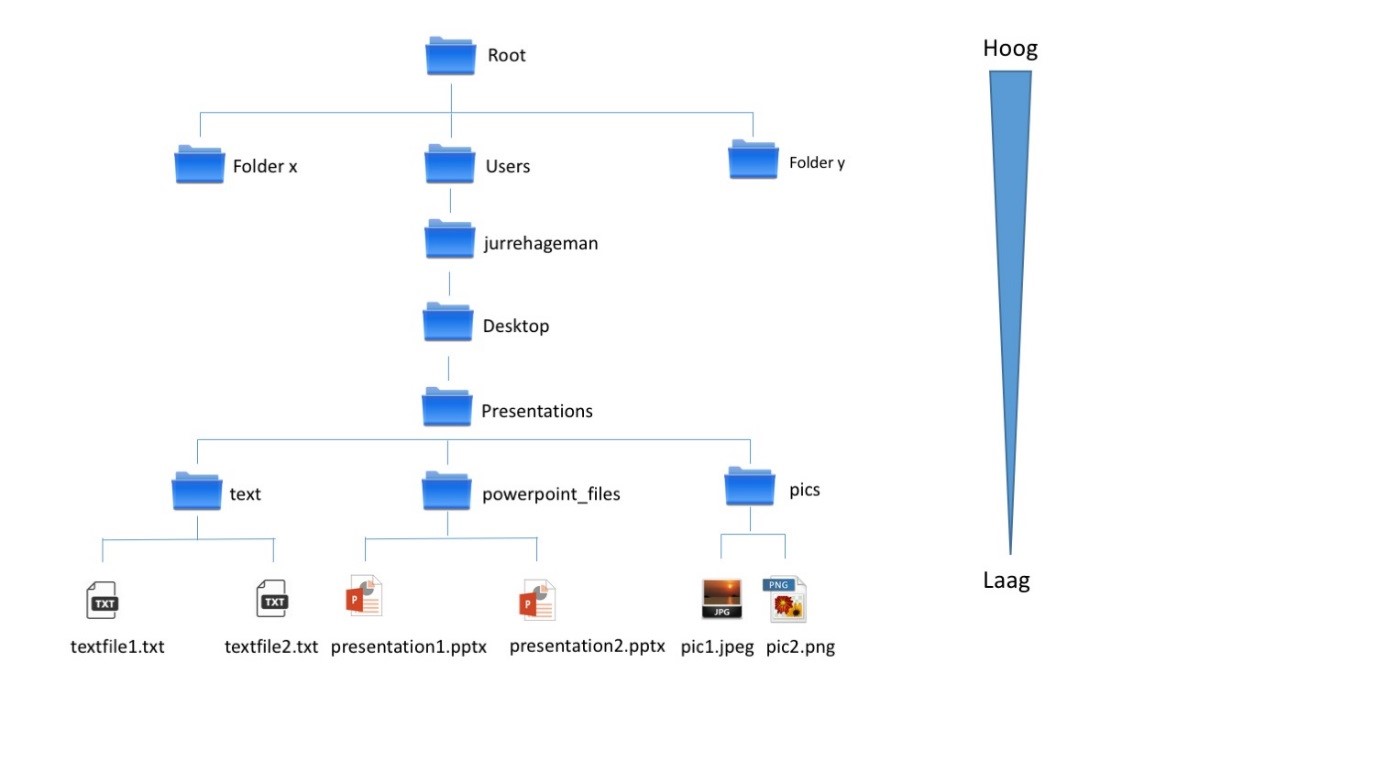 Root
Hoog
Folder x
Users
Folder y
jurrehageman
Desktop
Presentations
text
powerpoint_files
pics
TXT
TXT
P
P
JPG
PNG
Laag
textfile1.txt
textfile2.txt
presentation1.pptx
presentation2.pptx
pic1.jpeg
pic2.png